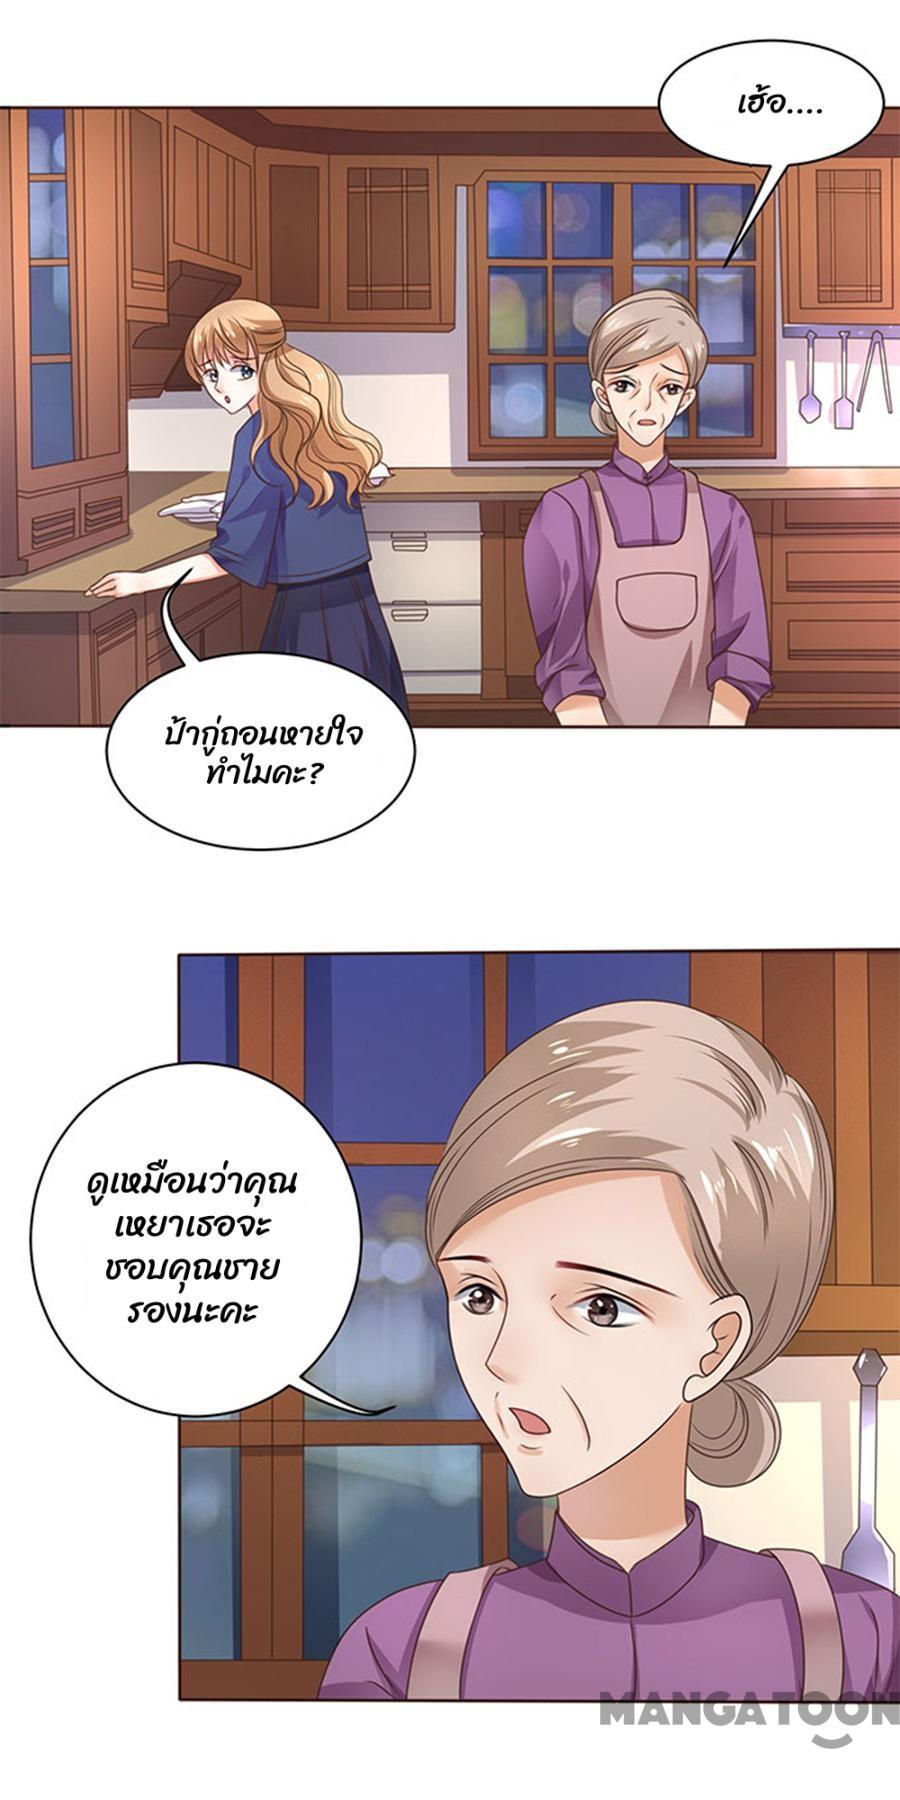 เฮ้อ....
ป้ากู่ถอนหายใจ
ทำไมคะ?
ดูเหมือนว่าคุณ
เหยาเธอจะ
ชอบคุณชาย
รองนะคะ
MANGATOON